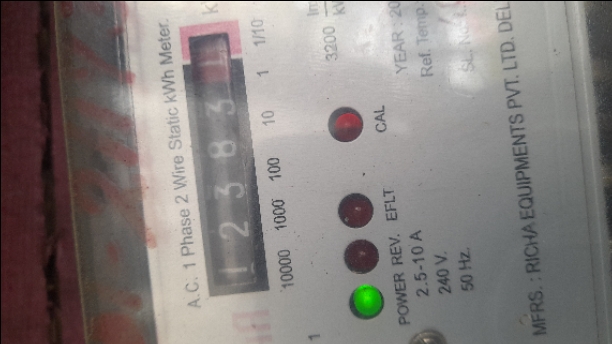 A.C. 1 Phase 2 Wire Static kWh Meter.
1 2 3 8 3
10000 1000 100 10 1 1/10
3200
POWER REV. EFLT CAL
2.5-10 A
240 V.
50 Hz.
YEAR : 20
Ref. Temp.
SL. No.
MFRS. : RICHA EQUIPMENTS PVT. LTD. DEL